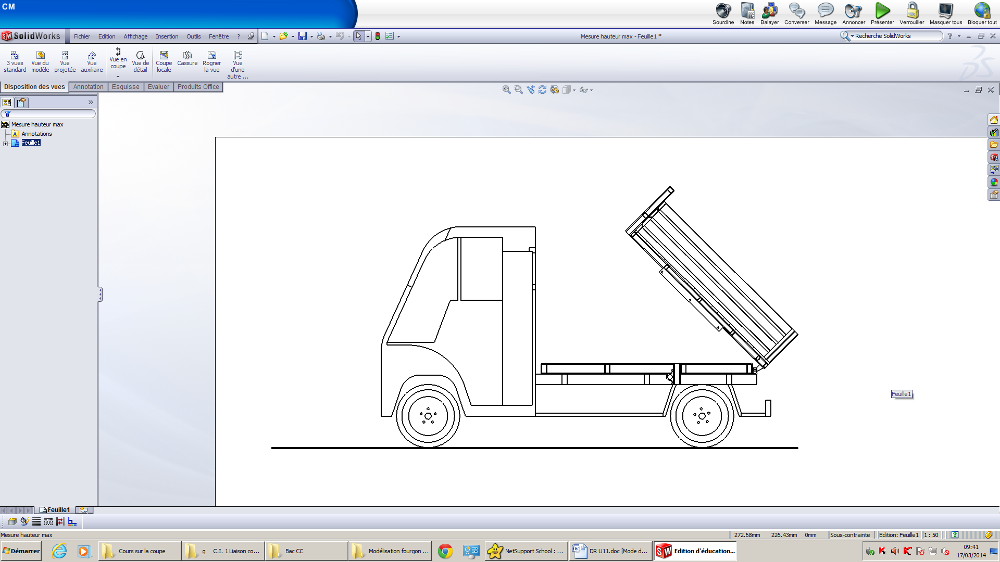 CM
Sourdine Notes Balayer Converser Message Annoncer Présenter Verrouiller Masquer tous Bloquer tout
SolidWorks Fichier Edition Affichage Insertion Outils Fenêtre ? Mesure hauteur max - Feuille1 * Recherche SolidWorks ?
3 vues standard
Vue du modèle
Vue projetée
Vue auxiliaire
Vue en coupe
Vue de détail
Coupe locale
Cassure
Rogner la vue
Vue d'une autre ...
Disposition des vues Annotation Esquisse Evaluer Produits Office
Mesure hauteur max
Annotations
Feuille1
Feuille1
Feuille1
Mesure hauteur max 272.68mm 226.43mm 0mm Sous-contrainte Edition: Feuille1 1 : 50 ?
Démarrer Cours sur la coupe g C.I. 1 Liaison co... Bac CC Modélisation fourgon ... NetSupport School : ... DR U11.doc [Mode d... Edition d'éducation... 09:41
17/03/2014